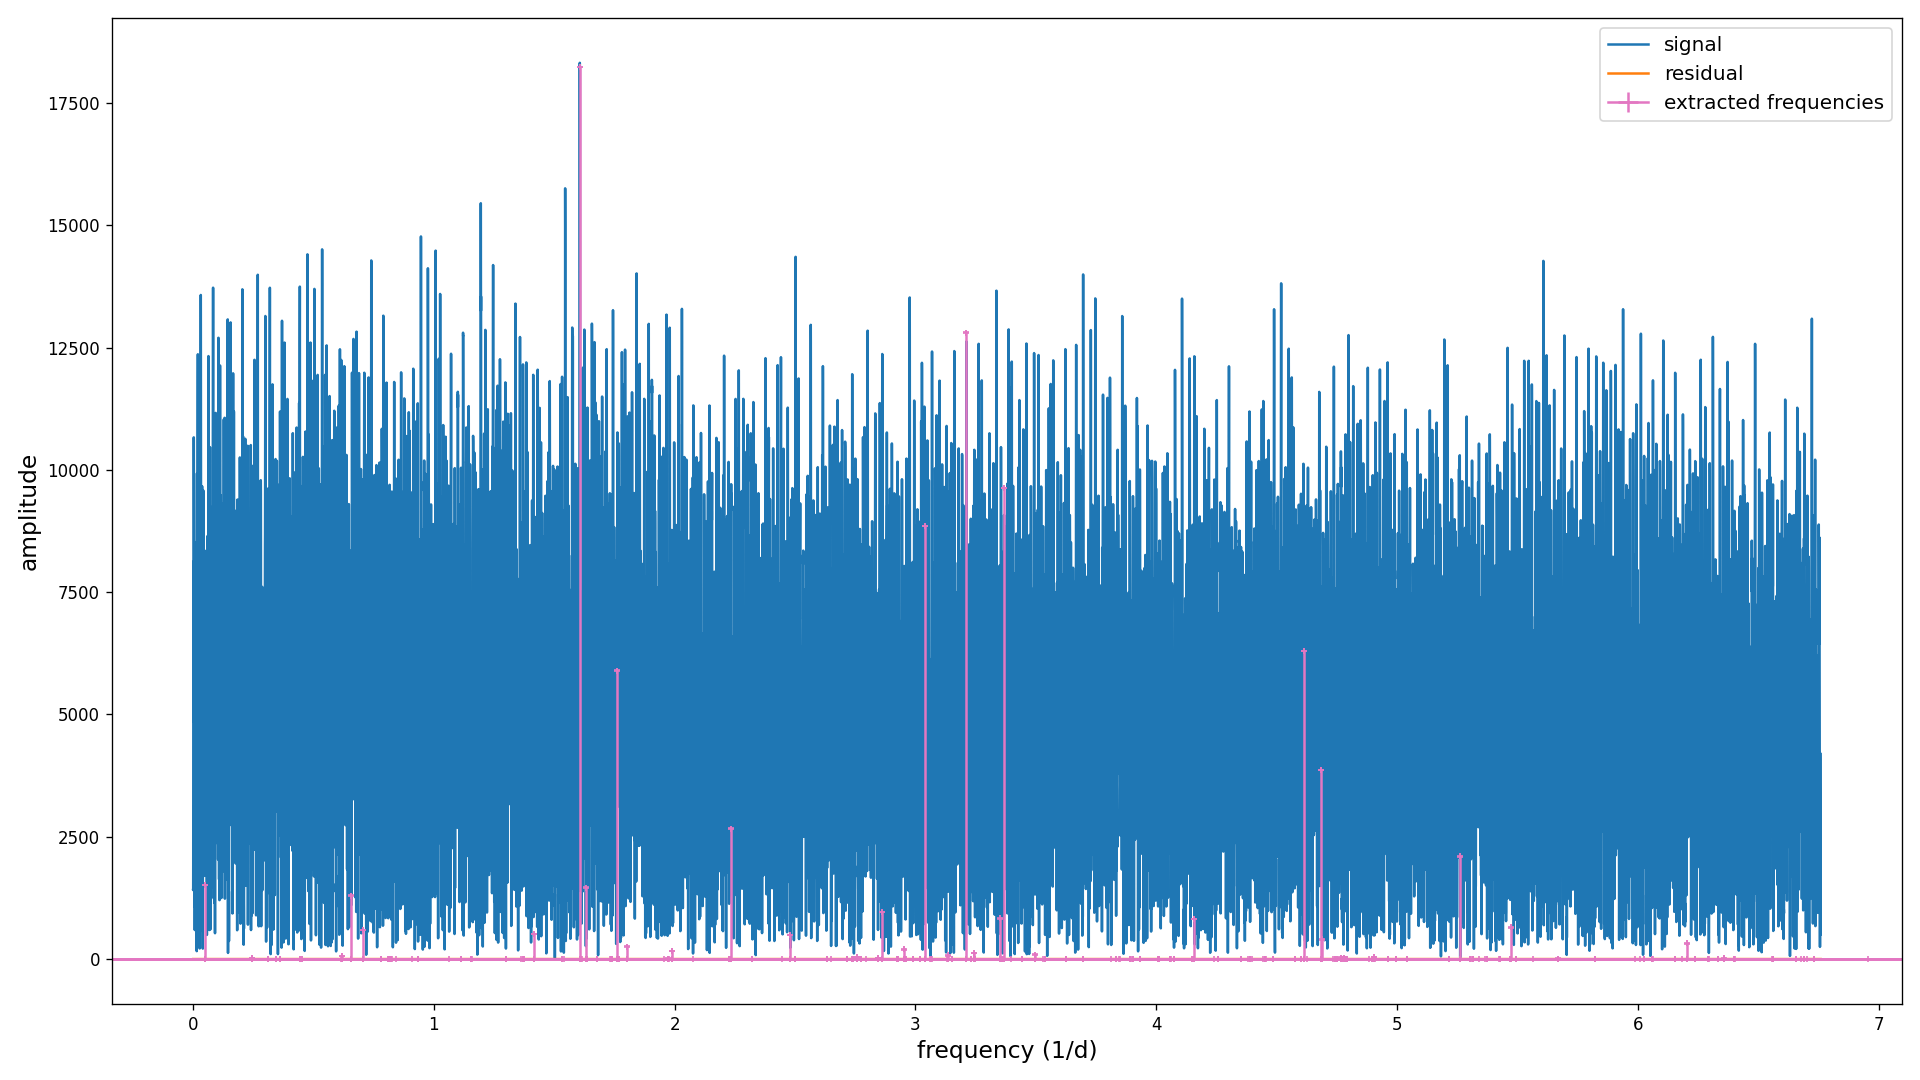 signal
residual
extracted frequencies
17500
15000
12500
10000
7500
5000
2500
0
amplitude
0 1 2 3 4 5 6 7
frequency (1/d)